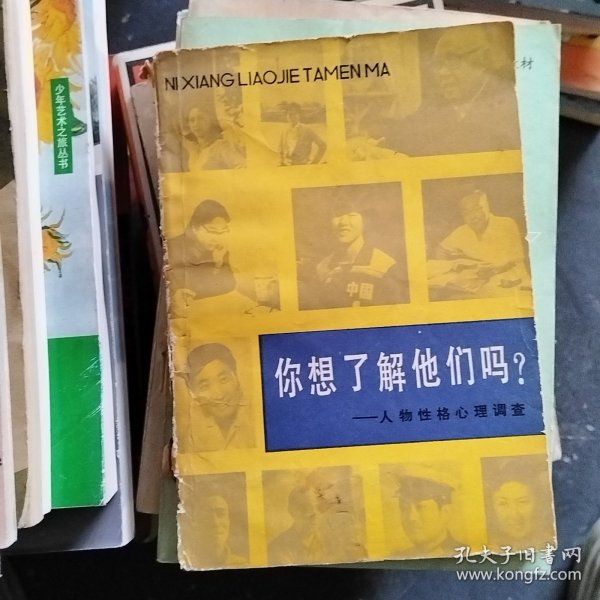 NI XIANG LIAOJIE TAMEN MA
材
少年艺术之旅丛书
中国
你想了解他们吗?
——人物性格心理调查
孔夫子旧书网
www.kongfz.com